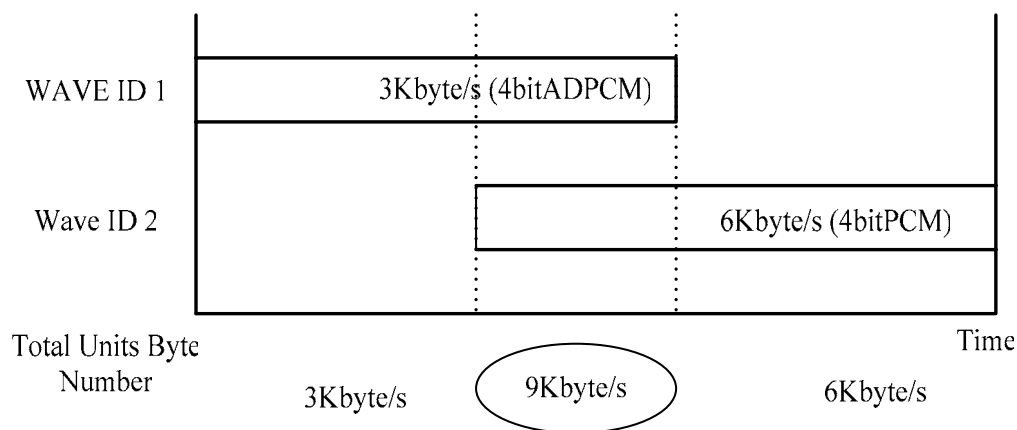 WAVE ID 1
3Kbyte/s (4bitADPCM)
Wave ID 2
6Kbyte/s (4bitPCM)
Total Units Byte
Number
Time
3Kbyte/s
9Kbyte/s
6Kbyte/s